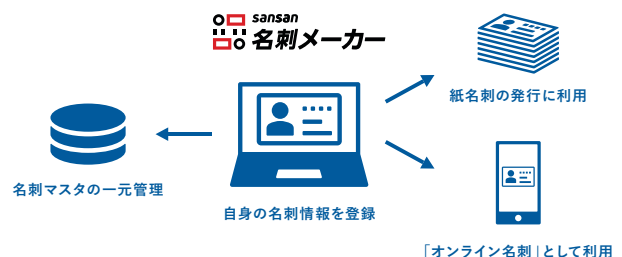 sansan
名刺メーカー
紙名刺の発行に利用
名刺マスタの一元管理
自身の名刺情報を登録
「オンライン名刺」として利用